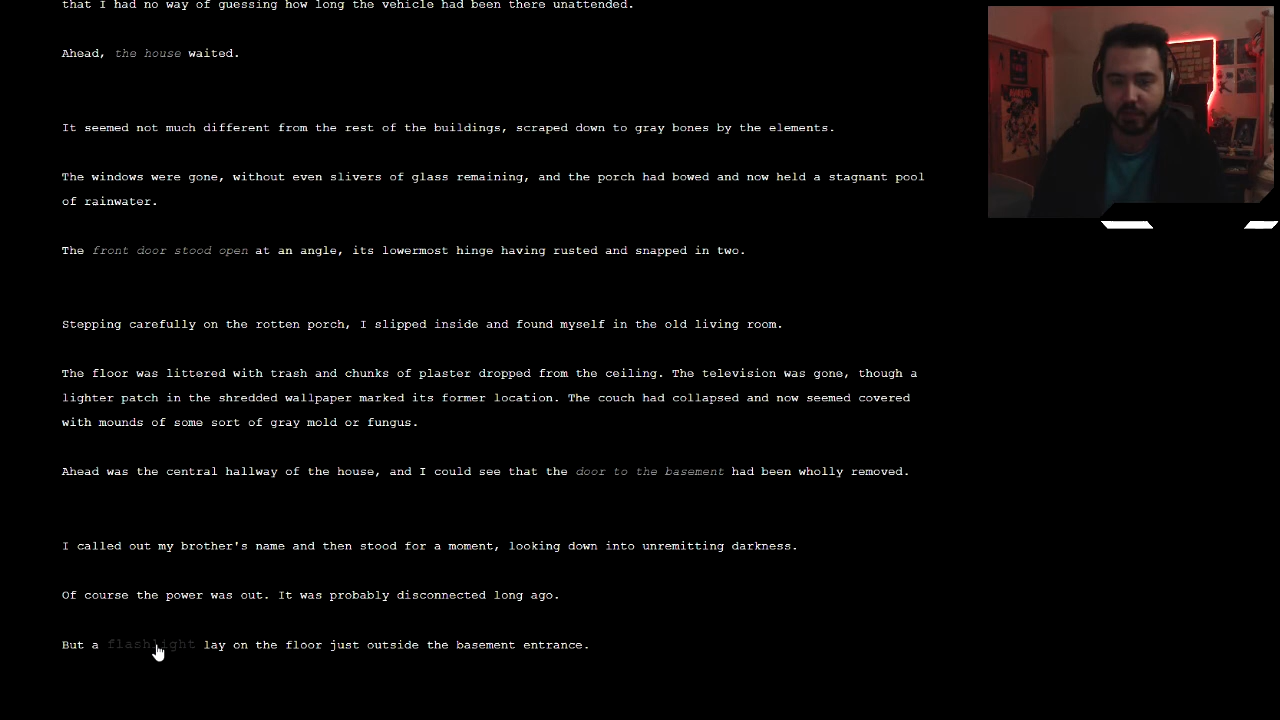 that I had no way of guessing how long the vehicle had been there unattended.
Ahead, the house waited.
It seemed not much different from the rest of the buildings, scraped down to gray bones by the elements.
The windows were gone, without even slivers of glass remaining, and the porch had bowed and now held a stagnant pool
of rainwater.
The front door stood open at an angle, its lowermost hinge having rusted and snapped in two.
Stepping carefully on the rotten porch, I slipped inside and found myself in the old living room.
The floor was littered with trash and chunks of plaster dropped from the ceiling. The television was gone, though a
lighter patch in the shredded wallpaper marked its former location. The couch had collapsed and now seemed covered
with mounds of some sort of gray mold or fungus.
Ahead was the central hallway of the house, and I could see that the door to the basement had been wholly removed.
I called out my brother's name and then stood for a moment, looking down into unremitting darkness.
Of course the power was out. It was probably disconnected long ago.
But a flashlight lay on the floor just outside the basement entrance.